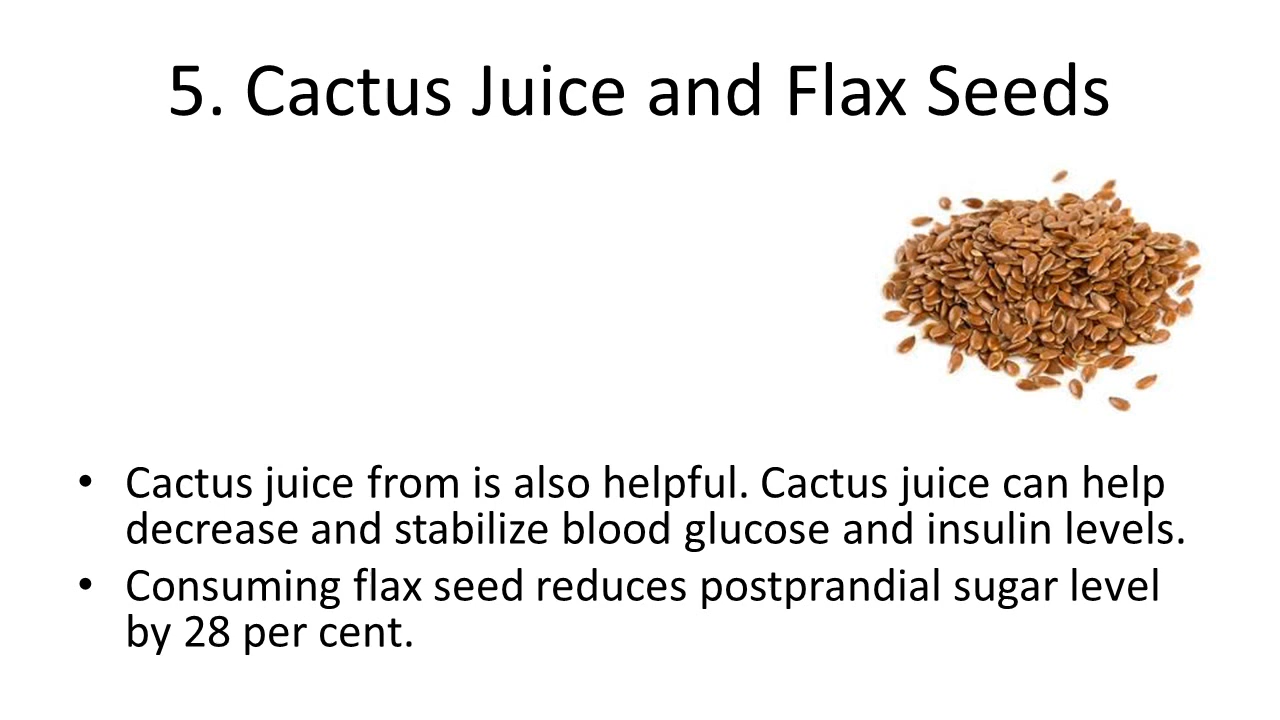 5. Cactus Juice and Flax Seeds
• Cactus juice from is also helpful. Cactus juice can help
decrease and stabilize blood glucose and insulin levels.
• Consuming flax seed reduces postprandial sugar level
by 28 per cent.